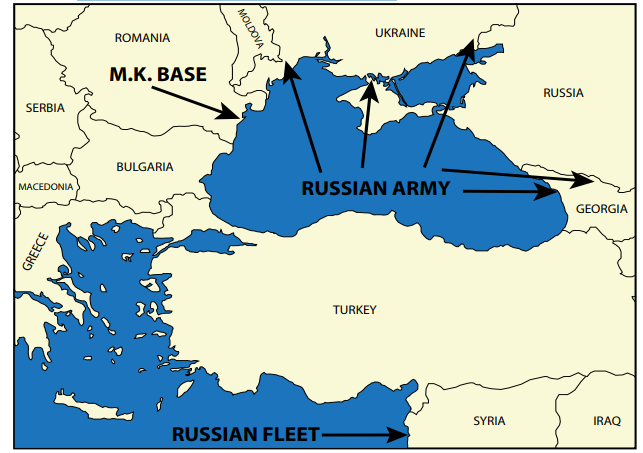 ROMANIA
MOLDOVA
UKRAINE
M.K. BASE
SERBIA
RUSSIA
BULGARIA
MACEDONIA
RUSSIAN ARMY
GEORGIA
GREECE
TURKEY
SYRIA
IRAQ
RUSSIAN FLEET